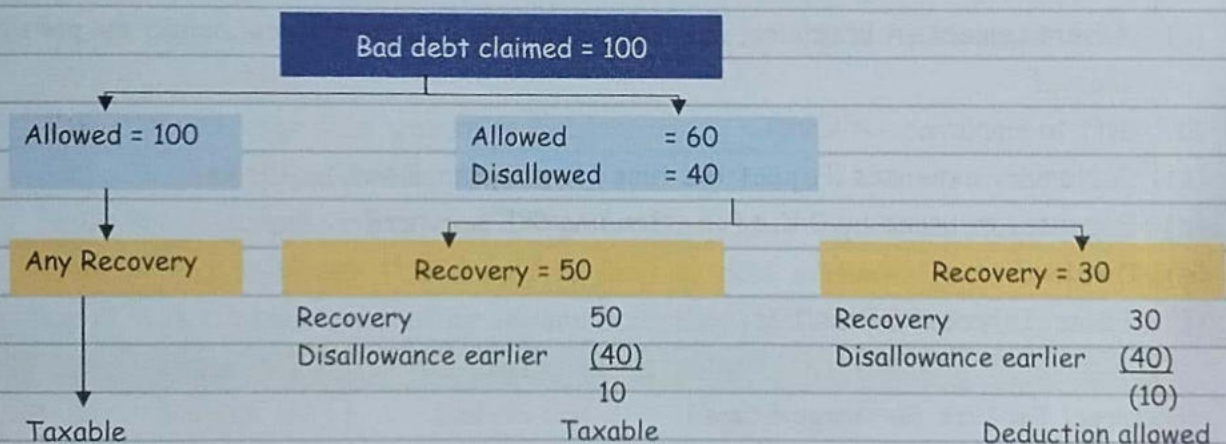 Bad debt claimed = 100
Allowed = 100
Allowed = 60
Disallowed = 40
Any Recovery
Recovery = 50
Recovery = 30
Recovery 50
Disallowance earlier (40)
10
Taxable
Recovery 30
Disallowance earlier (40)
(10)
Deduction allowed
Taxable